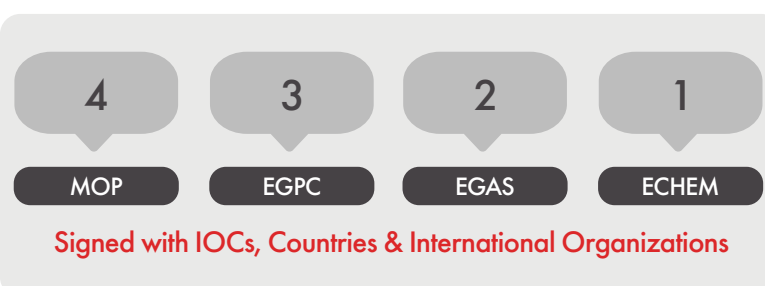 4 3 2 1
MOP EGPC EGAS ECHEM
Signed with IOCs, Countries & International Organizations